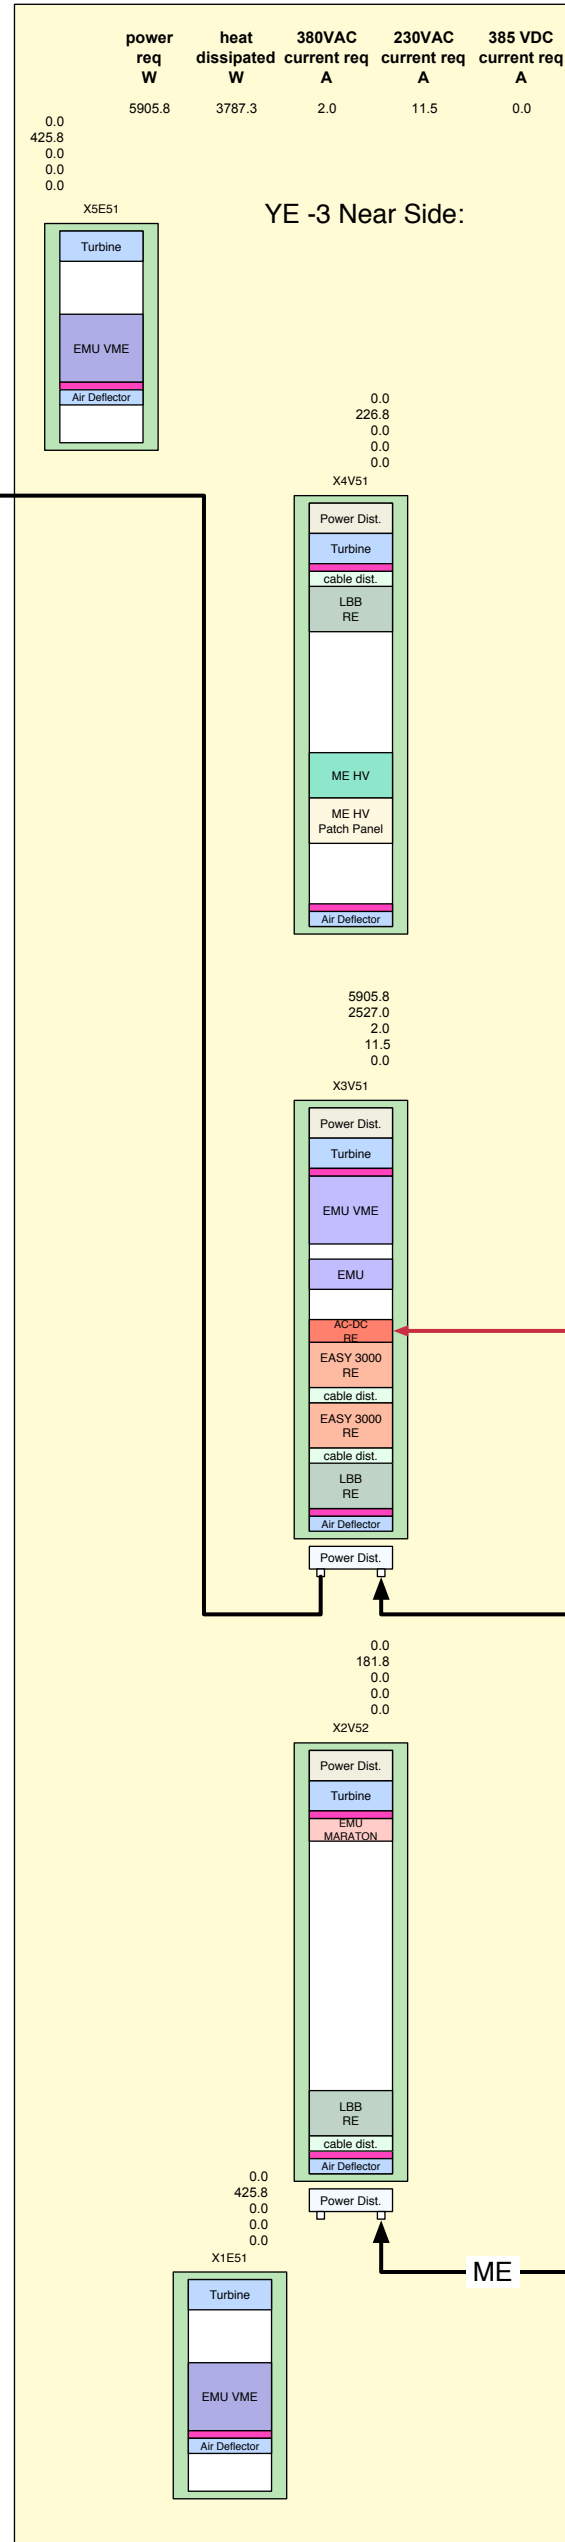 power heat 380VAC 230VAC 385 VDC
req dissipated current req current req current req
W W A A A
5905.8 3787.3 2.0 11.5 0.0
0.0
425.8
0.0
0.0
0.0
X5E51
YE -3 Near Side:
Turbine
EMU VME
Air Deflector
0.0
226.8
0.0
0.0
0.0
X4V51
Power Dist.
Turbine
cable dist.
LBB
RE
ME HV
ME HV
Patch Panel
Air Deflector
5905.8
2527.0
2.0
11.5
0.0
X3V51
Power Dist.
Turbine
EMU VME
EMU
AC-DC
RE
EASY 3000
RE
cable dist.
EASY 3000
RE
cable dist.
LBB
RE
Air Deflector
Power Dist.
0.0
181.8
0.0
0.0
0.0
X2V52
Power Dist.
Turbine
EMU
MARATON
LBB
RE
cable dist.
Air Deflector
Power Dist.
0.0
425.8
0.0
0.0
0.0
X1E51
ME
Turbine
EMU VME
Air Deflector